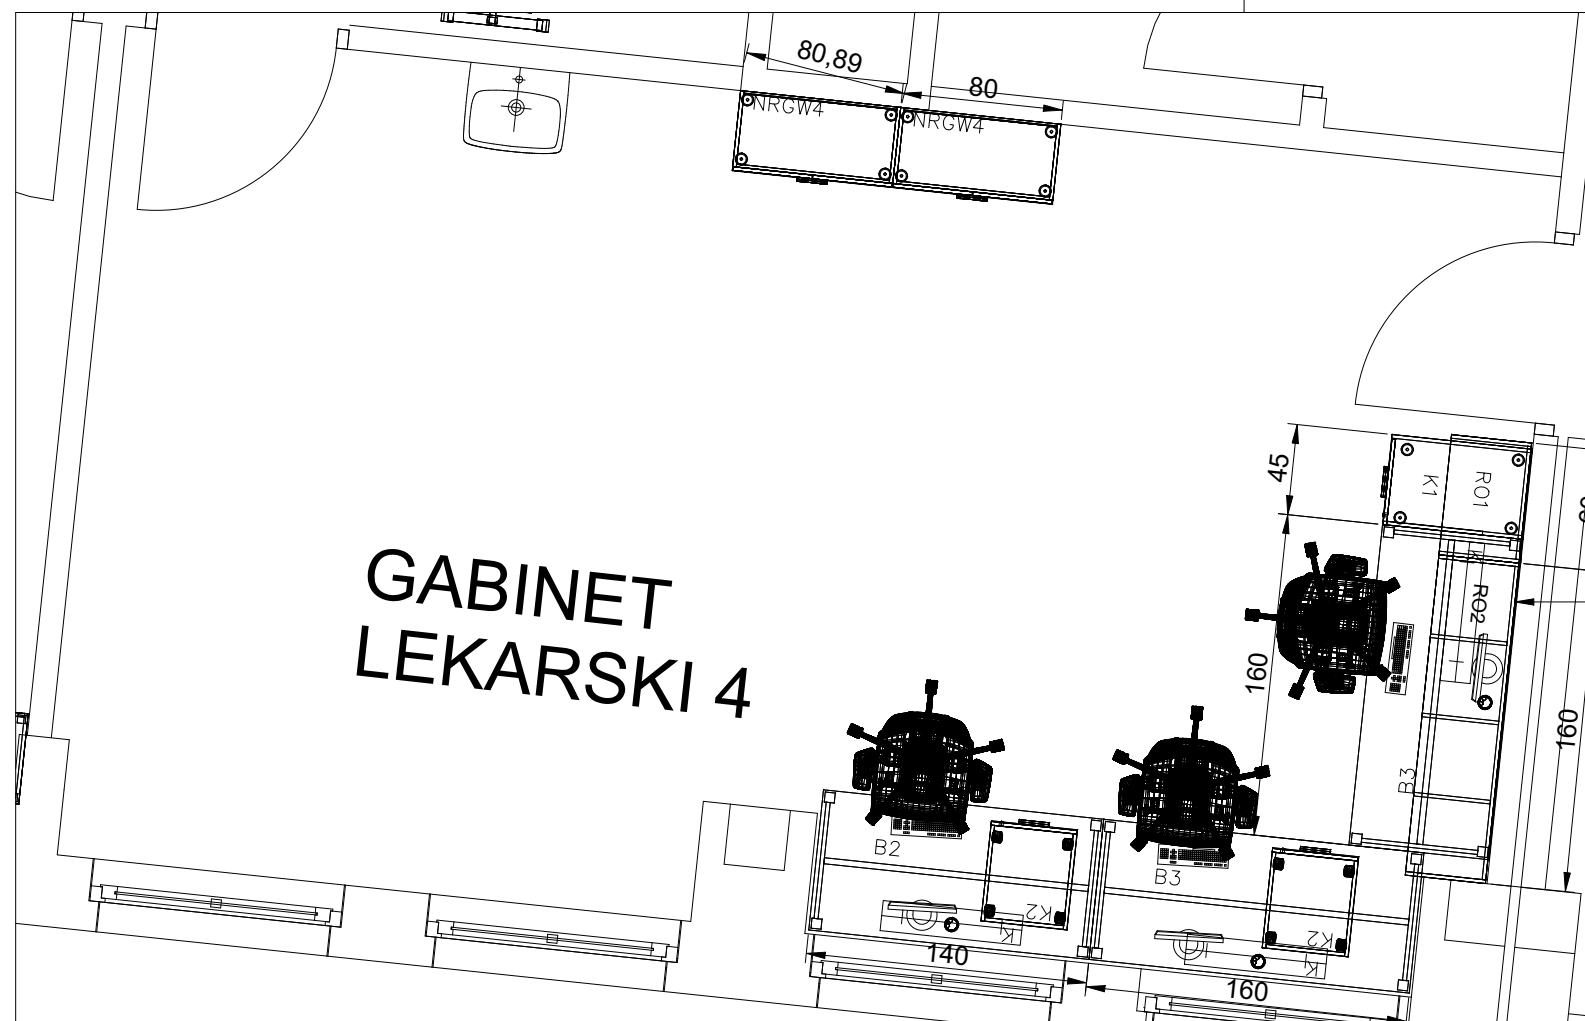 80,89
80
NRGW4
NRGW4
45
K1
RO1
K
RO2
GABINET
LEKARSKI 4
160
160
B3
B2
B3
K2
K2
140
160